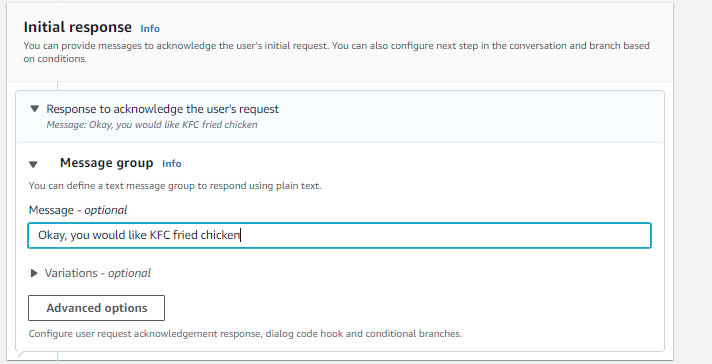 Initial response Info
You can provide messages to acknowledge the user's initial request. You can also configure next step in the conversation and branch based
on conditions.
Response to acknowledge the user's request
Message: Okay, you would like KFC fried chicken
Message group Info
You can define a text message group to respond using plain text.
Message - optional
Okay, you would like KFC fried chicken
Variations - optional
Advanced options
Configure user request acknowledgement response, dialog code hook and conditional branches.